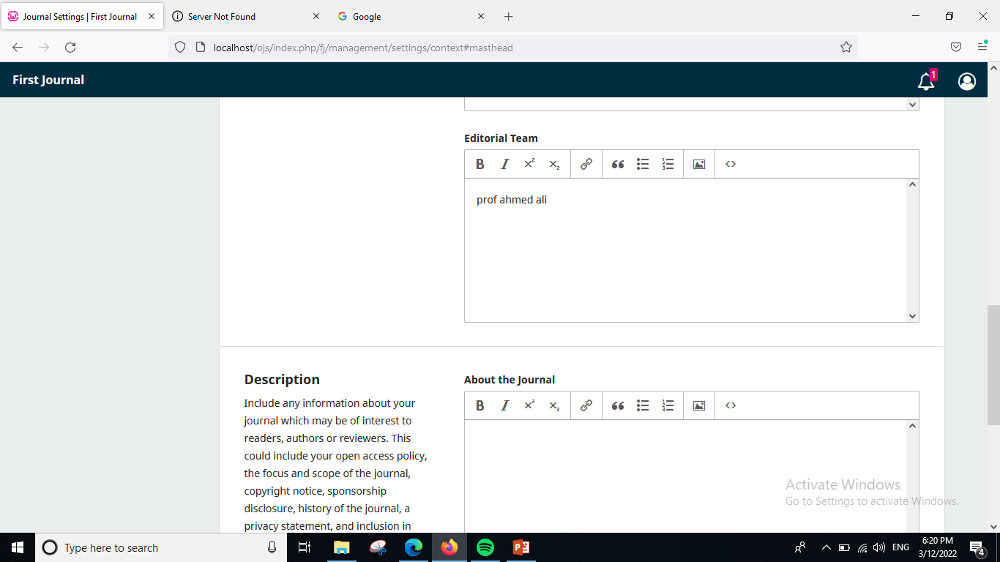 Journal Settings | First Journal
Server Not Found
Google
localhost/ojs/index.php/fj/management/settings/context#masthead
First Journal
1
Editorial Team
prof ahmed ali
Description
Include any information about your
journal which may be of interest to
readers, authors or reviewers. This
could include your open access policy,
the focus and scope of the journal,
copyright notice, sponsorship
disclosure, history of the journal, a
privacy statement, and inclusion in
About the Journal
Activate Windows
Go to Settings to activate Windows.
Type here to search
ENG
6:20 PM
3/12/2022
4